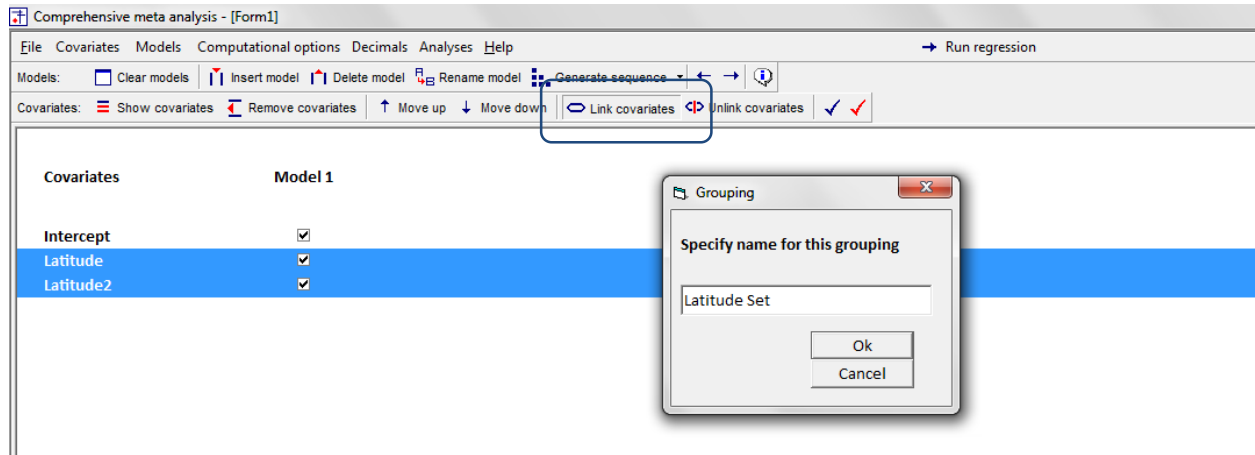 Comprehensive meta analysis - [Form1]
File Covariates Models Computational options Decimals Analyses Help → Run regression
Models: Clear models Insert model Delete model Rename model Generate sequence
Covariates: Show covariates Remove covariates Move up Move down Link covariates Unlink covariates
Covariates Model 1
Intercept
Latitude
Latitude2
Grouping
Specify name for this grouping
Latitude Set
Ok
Cancel